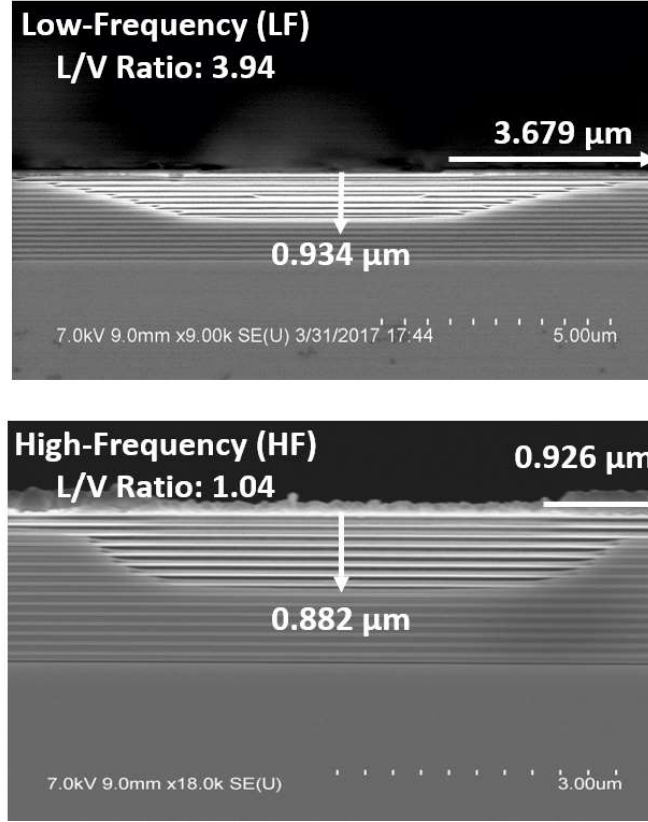 Low-Frequency (LF)
L/V Ratio: 3.94
3.679 µm
0.934 µm
7.0kV 9.0mm x9.00k SE(U) 3/31/2017 17:44 5.00um
High-Frequency (HF)
L/V Ratio: 1.04
0.926 µm
0.882 µm
7.0kV 9.0mm x18.0k SE(U) 3.00um